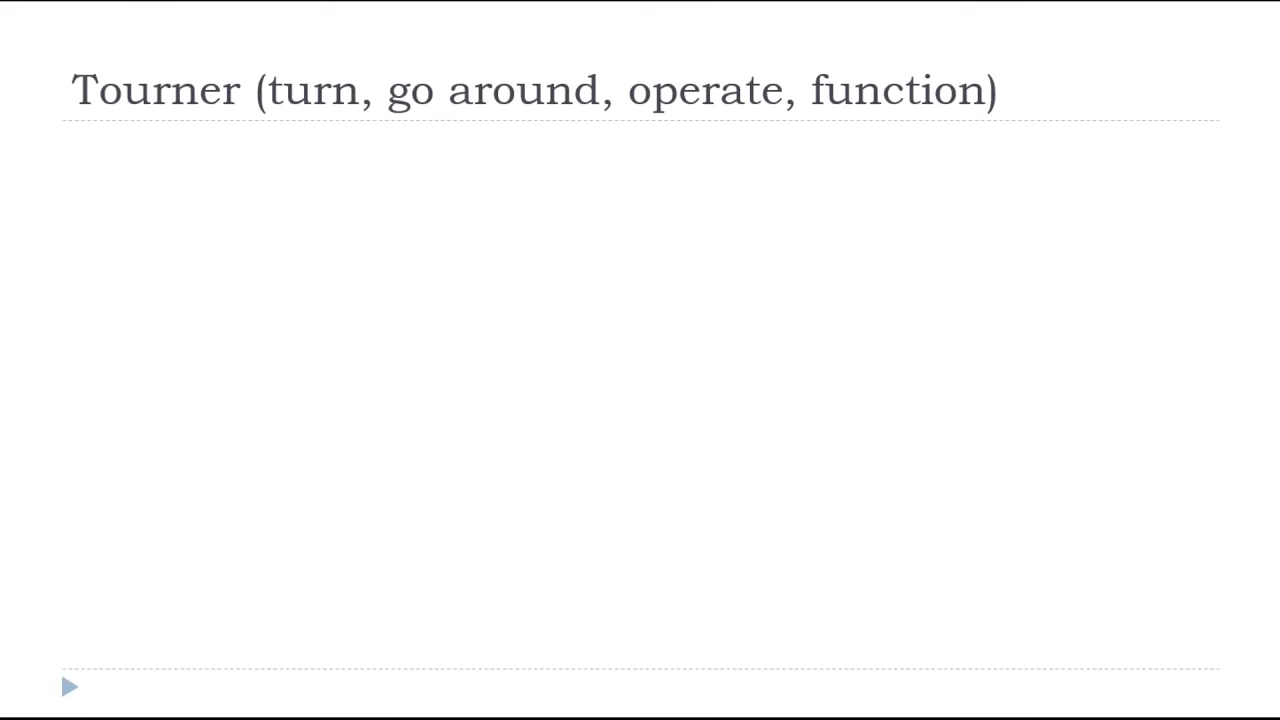 Tourner (turn, go around, operate, function)